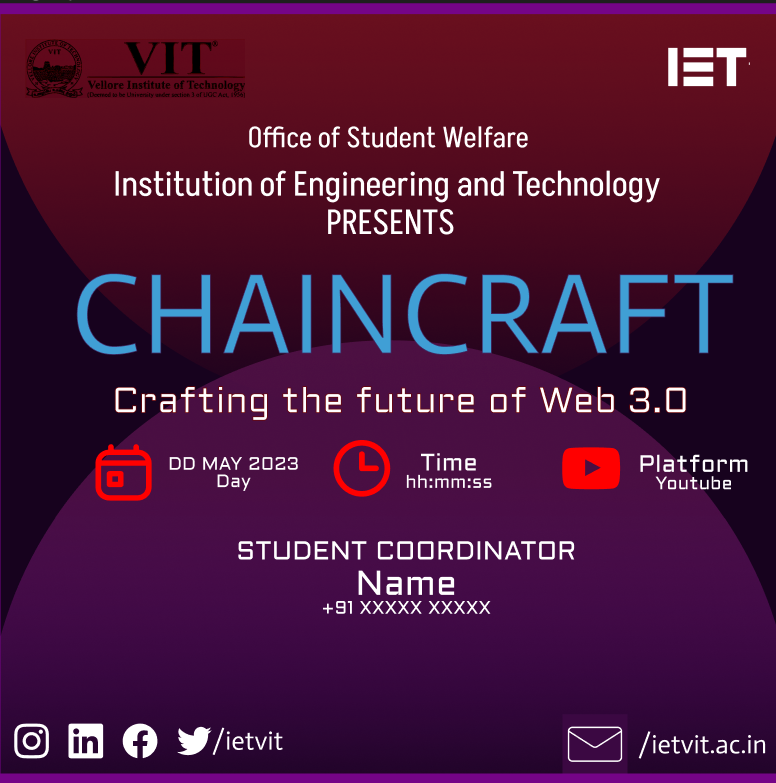 VIT®
Vellore Institute of Technology
(Deemed to be University under section 3 of UGC Act, 1956)
IET
Office of Student Welfare
Institution of Engineering and Technology
PRESENTS
CHAINCRAFT
Crafting the future of Web 3.0
DD MAY 2023
Day
Time
hh:mm:ss
Platform
Youtube
STUDENT COORDINATOR
Name
+91 XXXXX XXXXX
/ietvit
/ietvit.ac.in